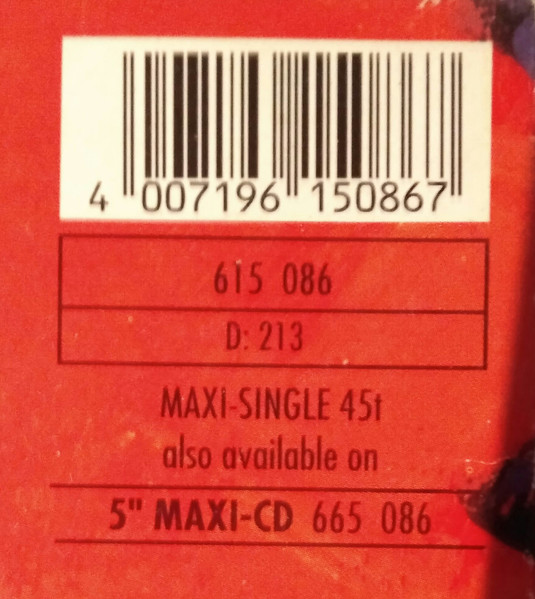 4 007196 150867
615 086
D: 213
MAXI-SINGLE 45t
also available on
5" MAXI-CD 665 086